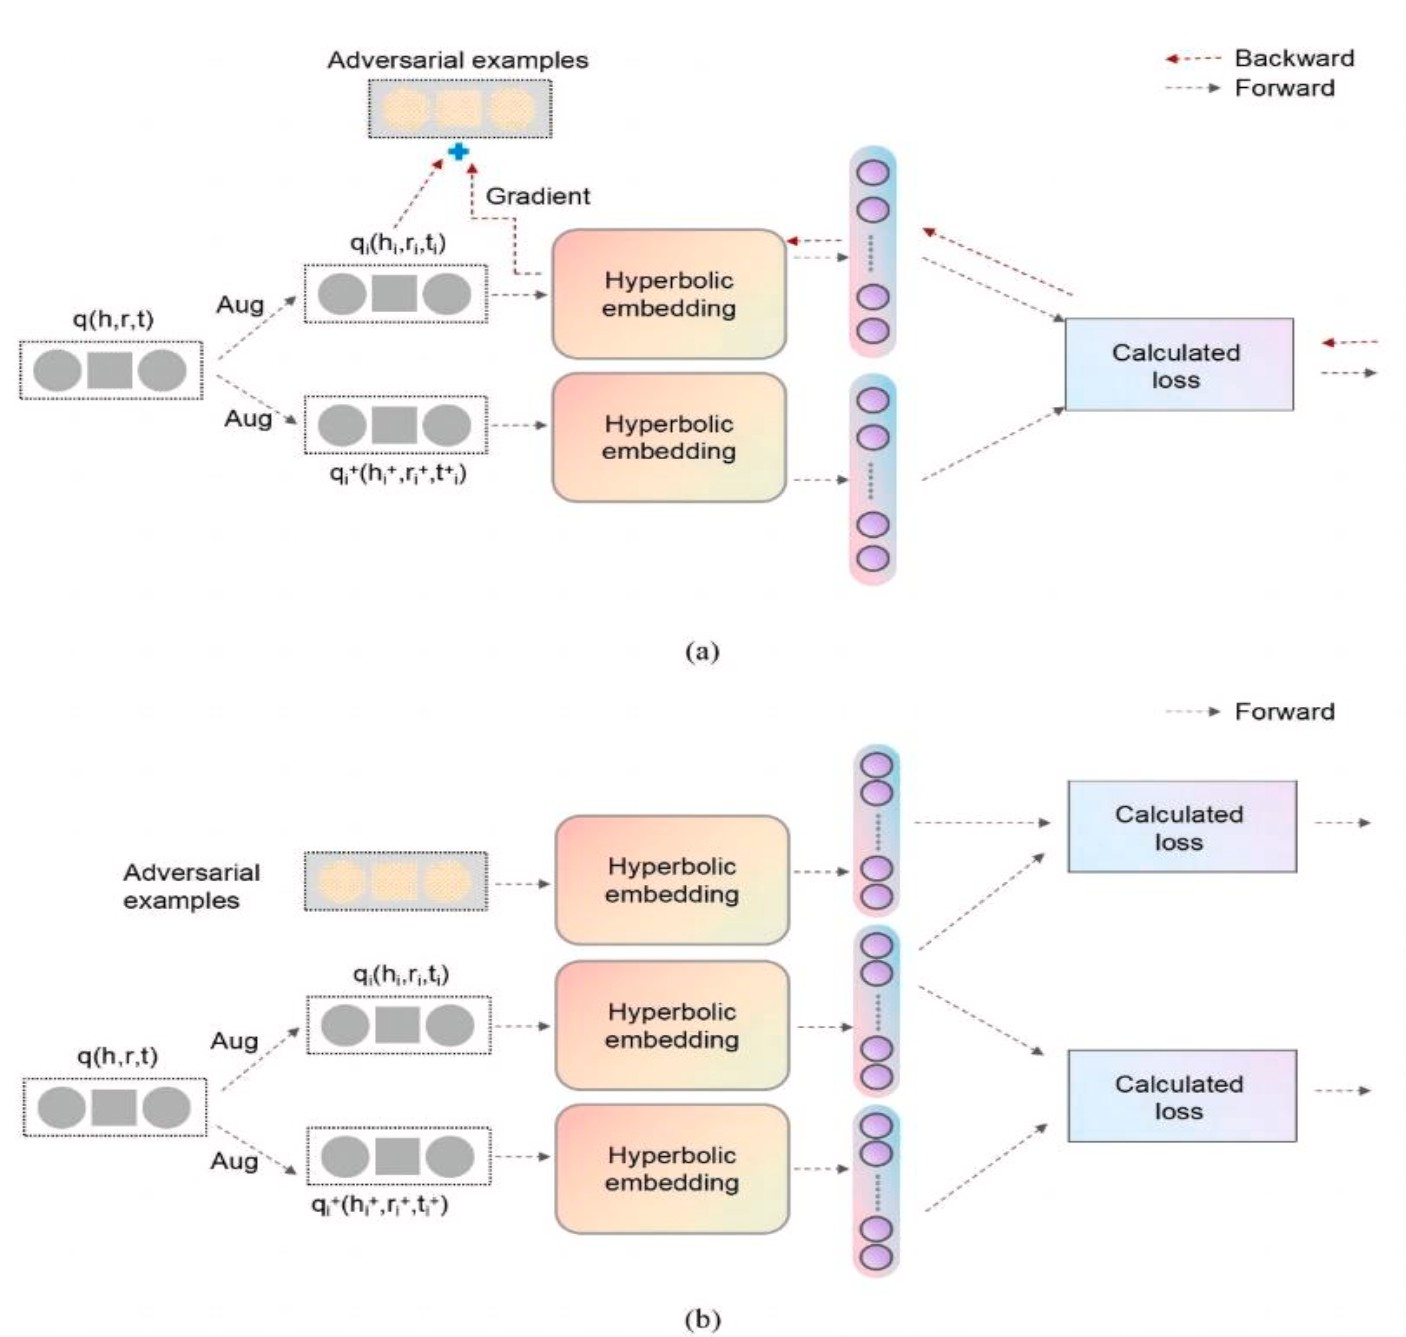 Adversarial examples
Backward
Forward
Gradient
qᵢ(hᵢ,rᵢ,tᵢ)
Aug
Hyperbolic
embedding
q(h,r,t)
Calculated
loss
Aug
Hyperbolic
embedding
qᵢ⁺(hᵢ⁺,rᵢ⁺,t⁺ᵢ)
(a)
Forward
Calculated
loss
Adversarial
examples
Hyperbolic
embedding
qᵢ(hᵢ,rᵢ,tᵢ)
Hyperbolic
embedding
Aug
q(h,r,t)
Calculated
loss
Aug
Hyperbolic
embedding
qᵢ⁺(hᵢ⁺,rᵢ⁺,tᵢ⁺)
(b)